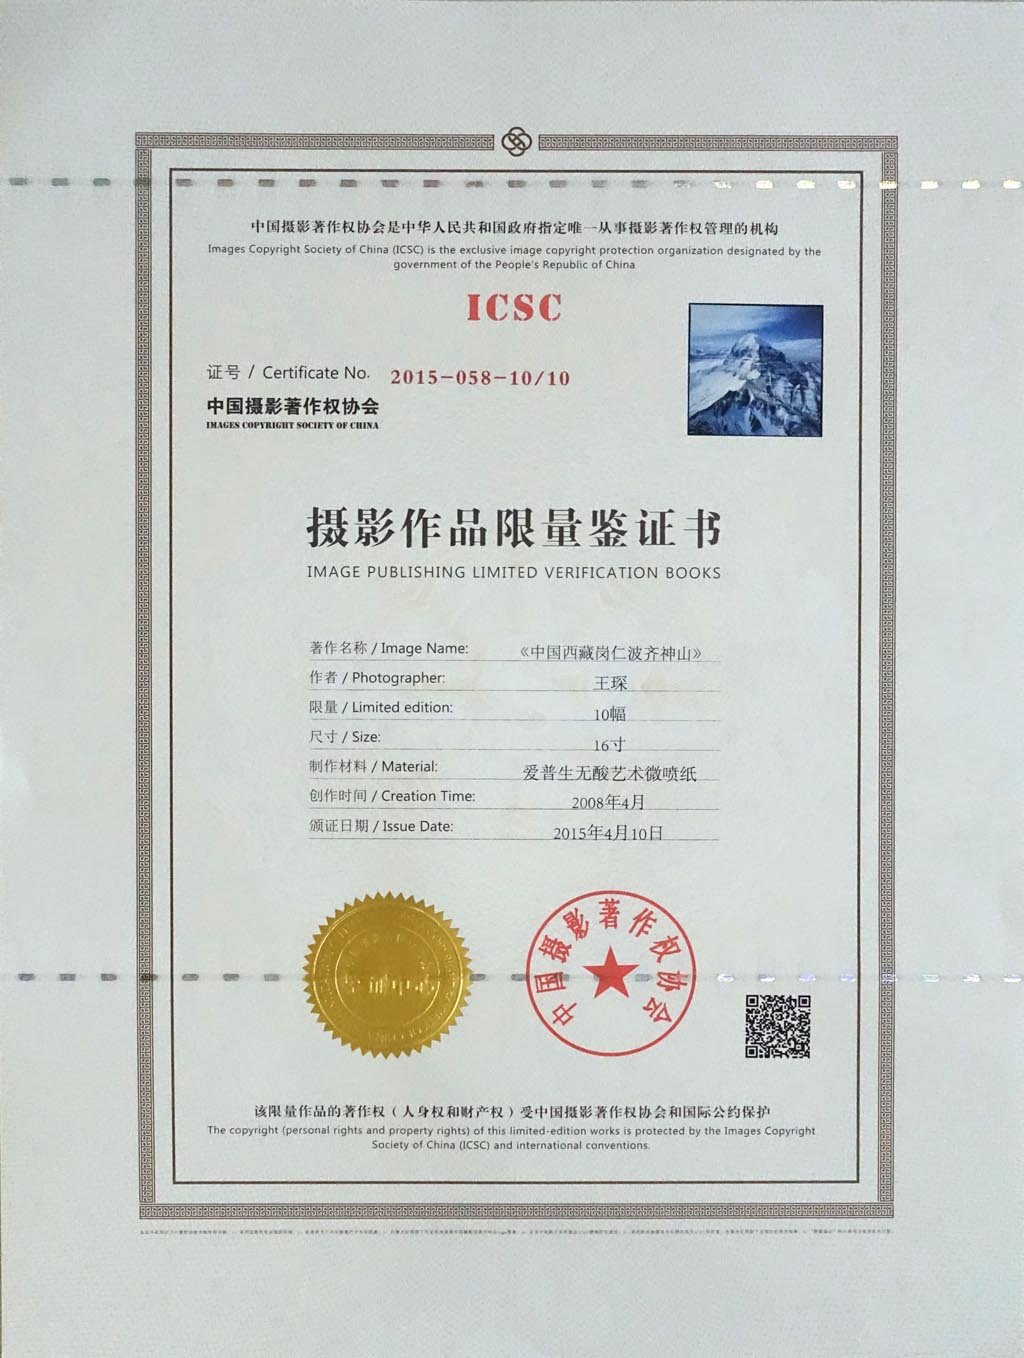 中国摄影著作权协会是中华人民共和国政府指定唯一从事摄影著作权管理的机构
Images Copyright Society of China (ICSC) is the exclusive image copyright protection organization designated by the
government of the People's Republic of China
ICSC
证号 / Certificate No. 2015-058-10/10
中国摄影著作权协会
IMAGES COPYRIGHT SOCIETY OF CHINA
摄影作品限量鉴证书
IMAGE PUBLISHING LIMITED VERIFICATION BOOKS
著作名称 / Image Name: 《中国西藏岗仁波齐神山》
作者 / Photographer: 王琛
限量 / Limited edition: 10幅
尺寸 / Size: 16寸
制作材料 / Material: 爱普生无酸艺术微喷纸
创作时间 / Creation Time: 2008年4月
颁证日期 / Issue Date: 2015年4月10日
中国摄影著作权协会
该限量作品的著作权（人身权和财产权）受中国摄影著作权协会和国际公约保护
The copyright (personal rights and property rights) of this limited-edition works is protected by the Images Copyright
Society of China (ICSC) and international conventions.